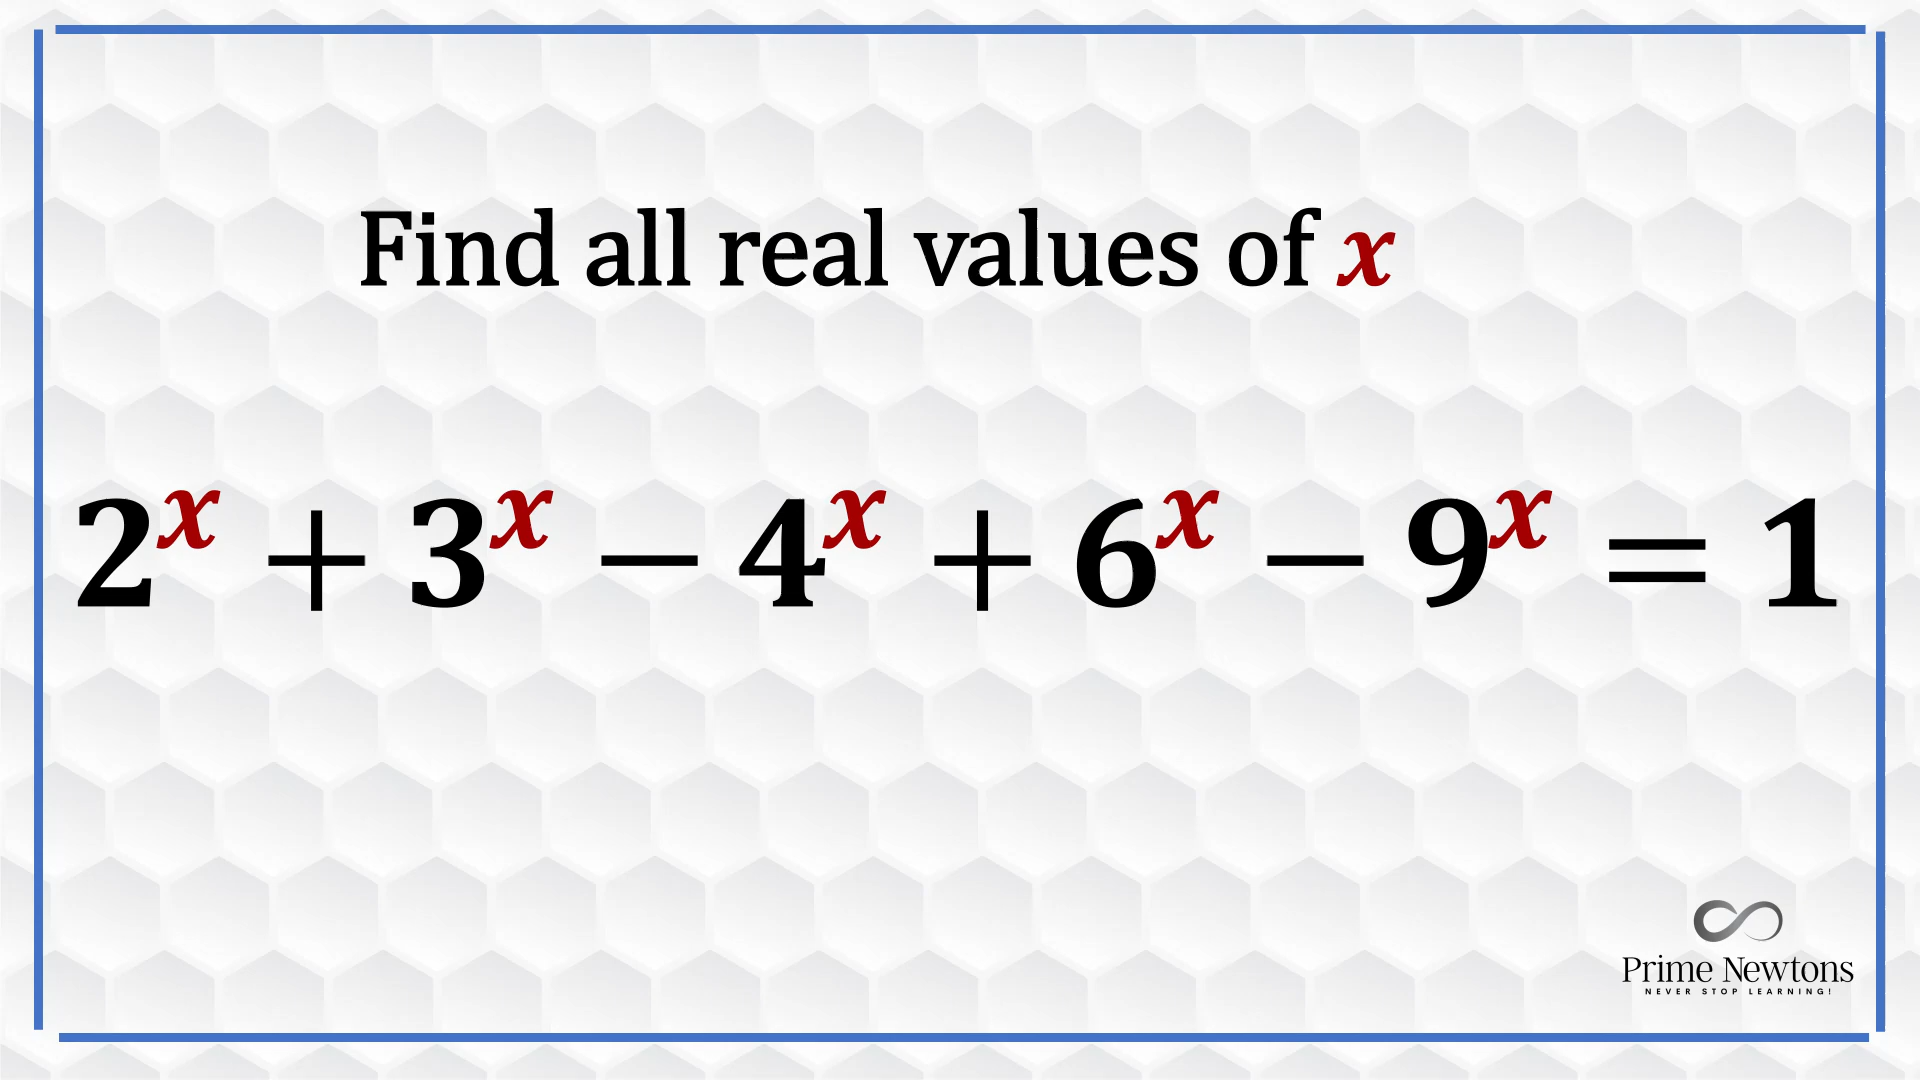 Find all real values of x
2^x + 3^x − 4^x + 6^x − 9^x = 1
Prime Newtons
NEVER STOP LEARNING!